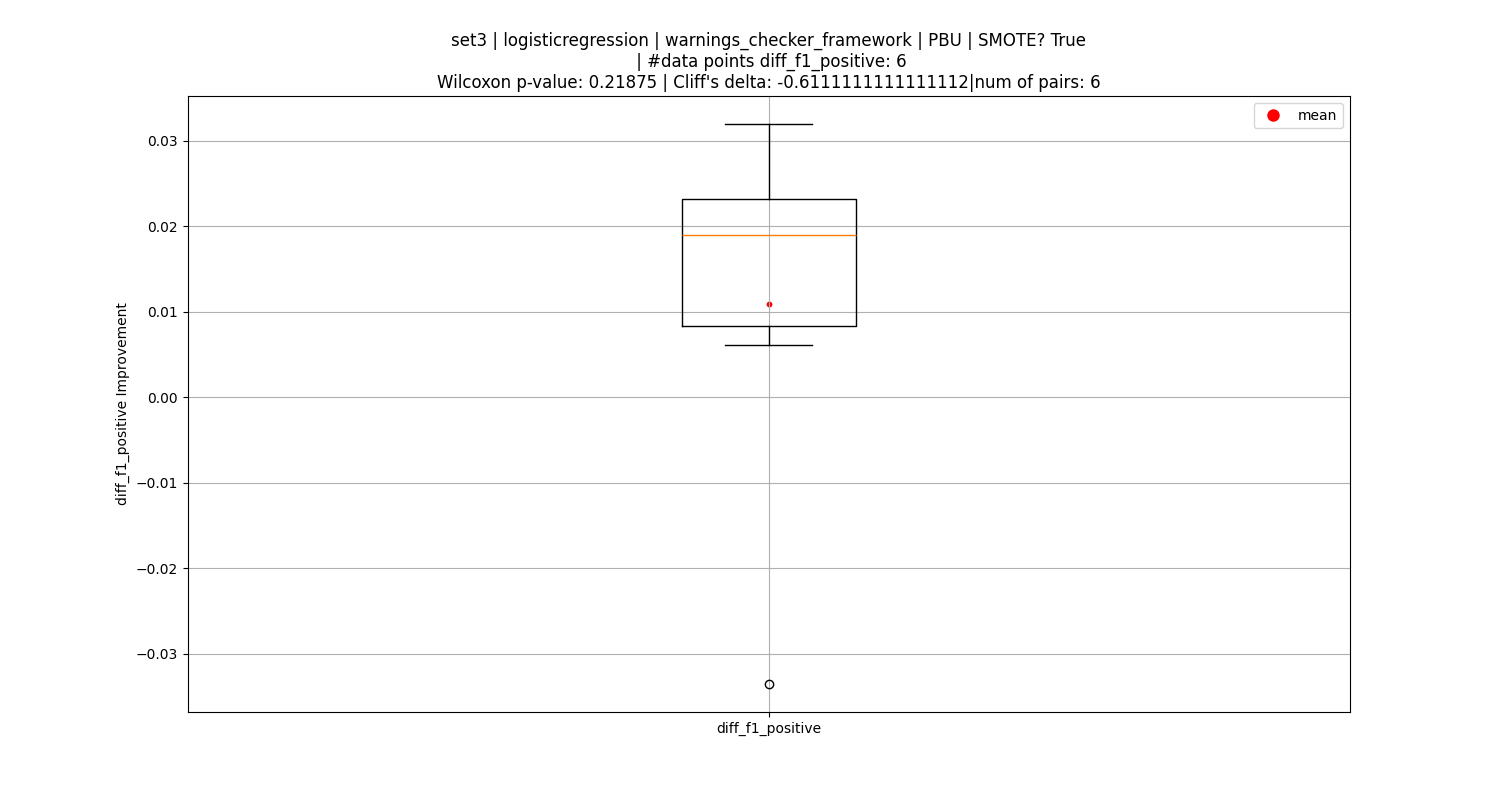 set3 | logisticregression | warnings_checker_framework | PBU | SMOTE? True
| #data points diff_f1_positive: 6
Wilcoxon p-value: 0.21875 | Cliff's delta: -0.6111111111111112|num of pairs: 6
mean
0.03
0.02
0.01
0.00
−0.01
−0.02
−0.03
diff_f1_positive Improvement
diff_f1_positive